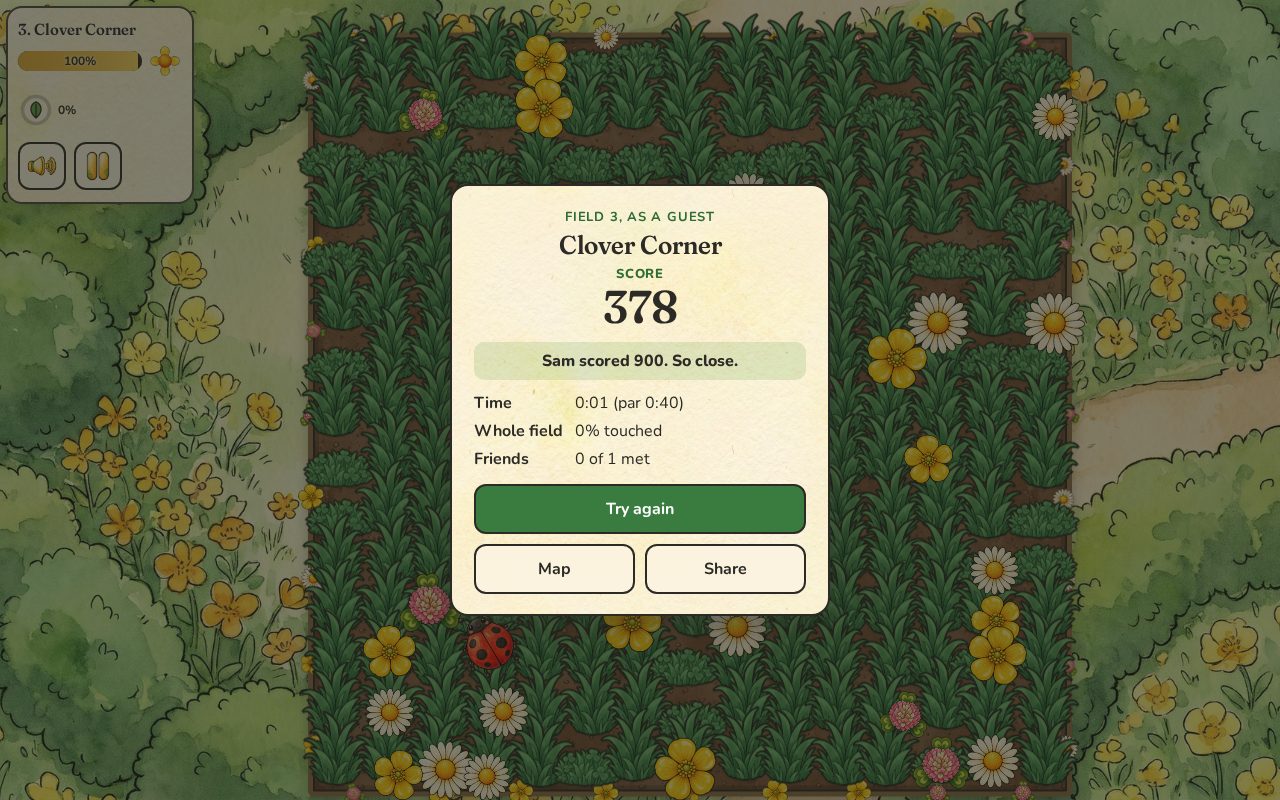 3. Clover Corner
100%
0%
FIELD 3, AS A GUEST
Clover Corner
SCORE
378
Sam scored 900. So close.
Time 0:01 (par 0:40)
Whole field 0% touched
Friends 0 of 1 met
Try again
Map Share